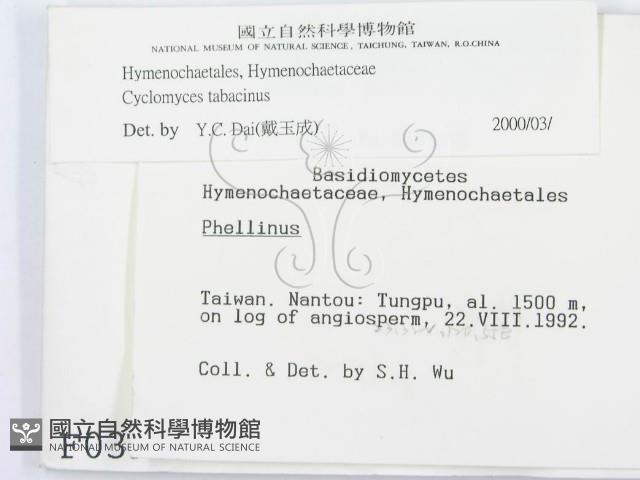 國立自然科學博物館
NATIONAL MUSEUM OF NATURAL SCIENCE, TAICHUNG, TAIWAN, R.O.CHINA
Hymenochaetales, Hymenochaetaceae
Cyclomyces tabacinus
Det. by Y.C. Dai(戴玉成) 2000/03/
Basidiomycetes
Hymenochaetaceae, Hymenochaetales
Phellinus
Taiwan. Nantou: Tungpu, al. 1500 m,
on log of angiosperm, 22.VIII.1992.
Coll. & Det. by S.H. Wu
國立自然科學博物館
NATIONAL MUSEUM OF NATURAL SCIENCE
F03